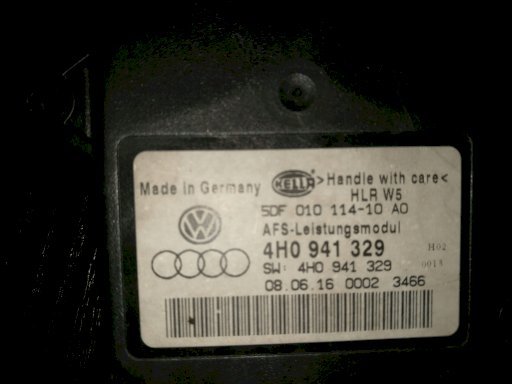 Made in Germany HELLA >Handle with care<
HLR W5
5DF 010 114-10 AO
AFS-Leistungsmodul
4H0 941 329 H02
SW: 4H0 941 329 0018
08.06.16 0002 3466